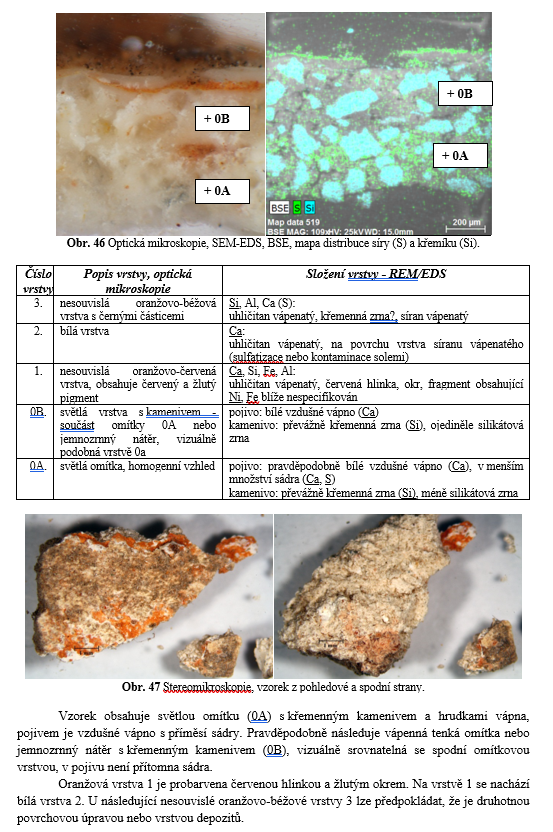 + 0B
+ 0A
+ 0B
+ 0A
BSE S Si
Map data 519
BSE MAG: 109x HV: 25kV WD: 15.0mm
200 µm
Obr. 46 Optická mikroskopie, SEM-EDS, BSE, mapa distribuce síry (S) a křemíku (Si).
Číslo vrstvy
Popis vrstvy, optická mikroskopie
Složení vrstvy - REM/EDS
3.
nesouvislá oranžovo-béžová
vrstva s černými částicemi
Si, Al, Ca (S):
uhličitan vápenatý, křemenná zrna?, síran vápenatý
2.
bílá vrstva
Ca:
uhličitan vápenatý, na povrchu vrstva síranu vápenatého
(sulfatizace nebo kontaminace solemi)
1.
nesouvislá oranžovo-červená
vrstva, obsahuje červený a žlutý
pigment
Ca, Si, Fe, Al:
uhličitan vápenatý, červená hlinka, okr, fragment obsahující
Ni, Fe blíže nespecifikován
0B.
světlá vrstva s kamenivem -
součást omítky 0A nebo
jemnozrnný nátěr, vizuálně
podobná vrstvě 0a
pojivo: bílé vzdušné vápno (Ca)
kamenivo: převážně křemenná zrna (Si), ojediněle silikátová
zrna
0A.
světlá omítka, homogenní vzhled
pojivo: pravděpodobně bílé vzdušné vápno (Ca), v menším
množství sádra (Ca, S)
kamenivo: převážně křemenná zrna (Si), méně silikátová zrna
Obr. 47 Stereomikroskopie, vzorek z pohledové a spodní strany.
Vzorek obsahuje světlou omítku (0A) s křemenným kamenivem a hrudkami vápna,
pojivem je vzdušné vápno s příměsí sádry. Pravděpodobně následuje vápenná tenká omítka nebo
jemnozrnný nátěr s křemenným kamenivem (0B), vizuálně srovnatelná se spodní omítkovou
vrstvou, v pojivu není přítomna sádra.
Oranžová vrstva 1 je probarvena červenou hlinkou a žlutým okrem. Na vrstvě 1 se nachází
bílá vrstva 2. U následující nesouvislé oranžovo-béžové vrstvy 3 lze předpokládat, že je druhotnou
povrchovou úpravou nebo vrstvou depozitů.